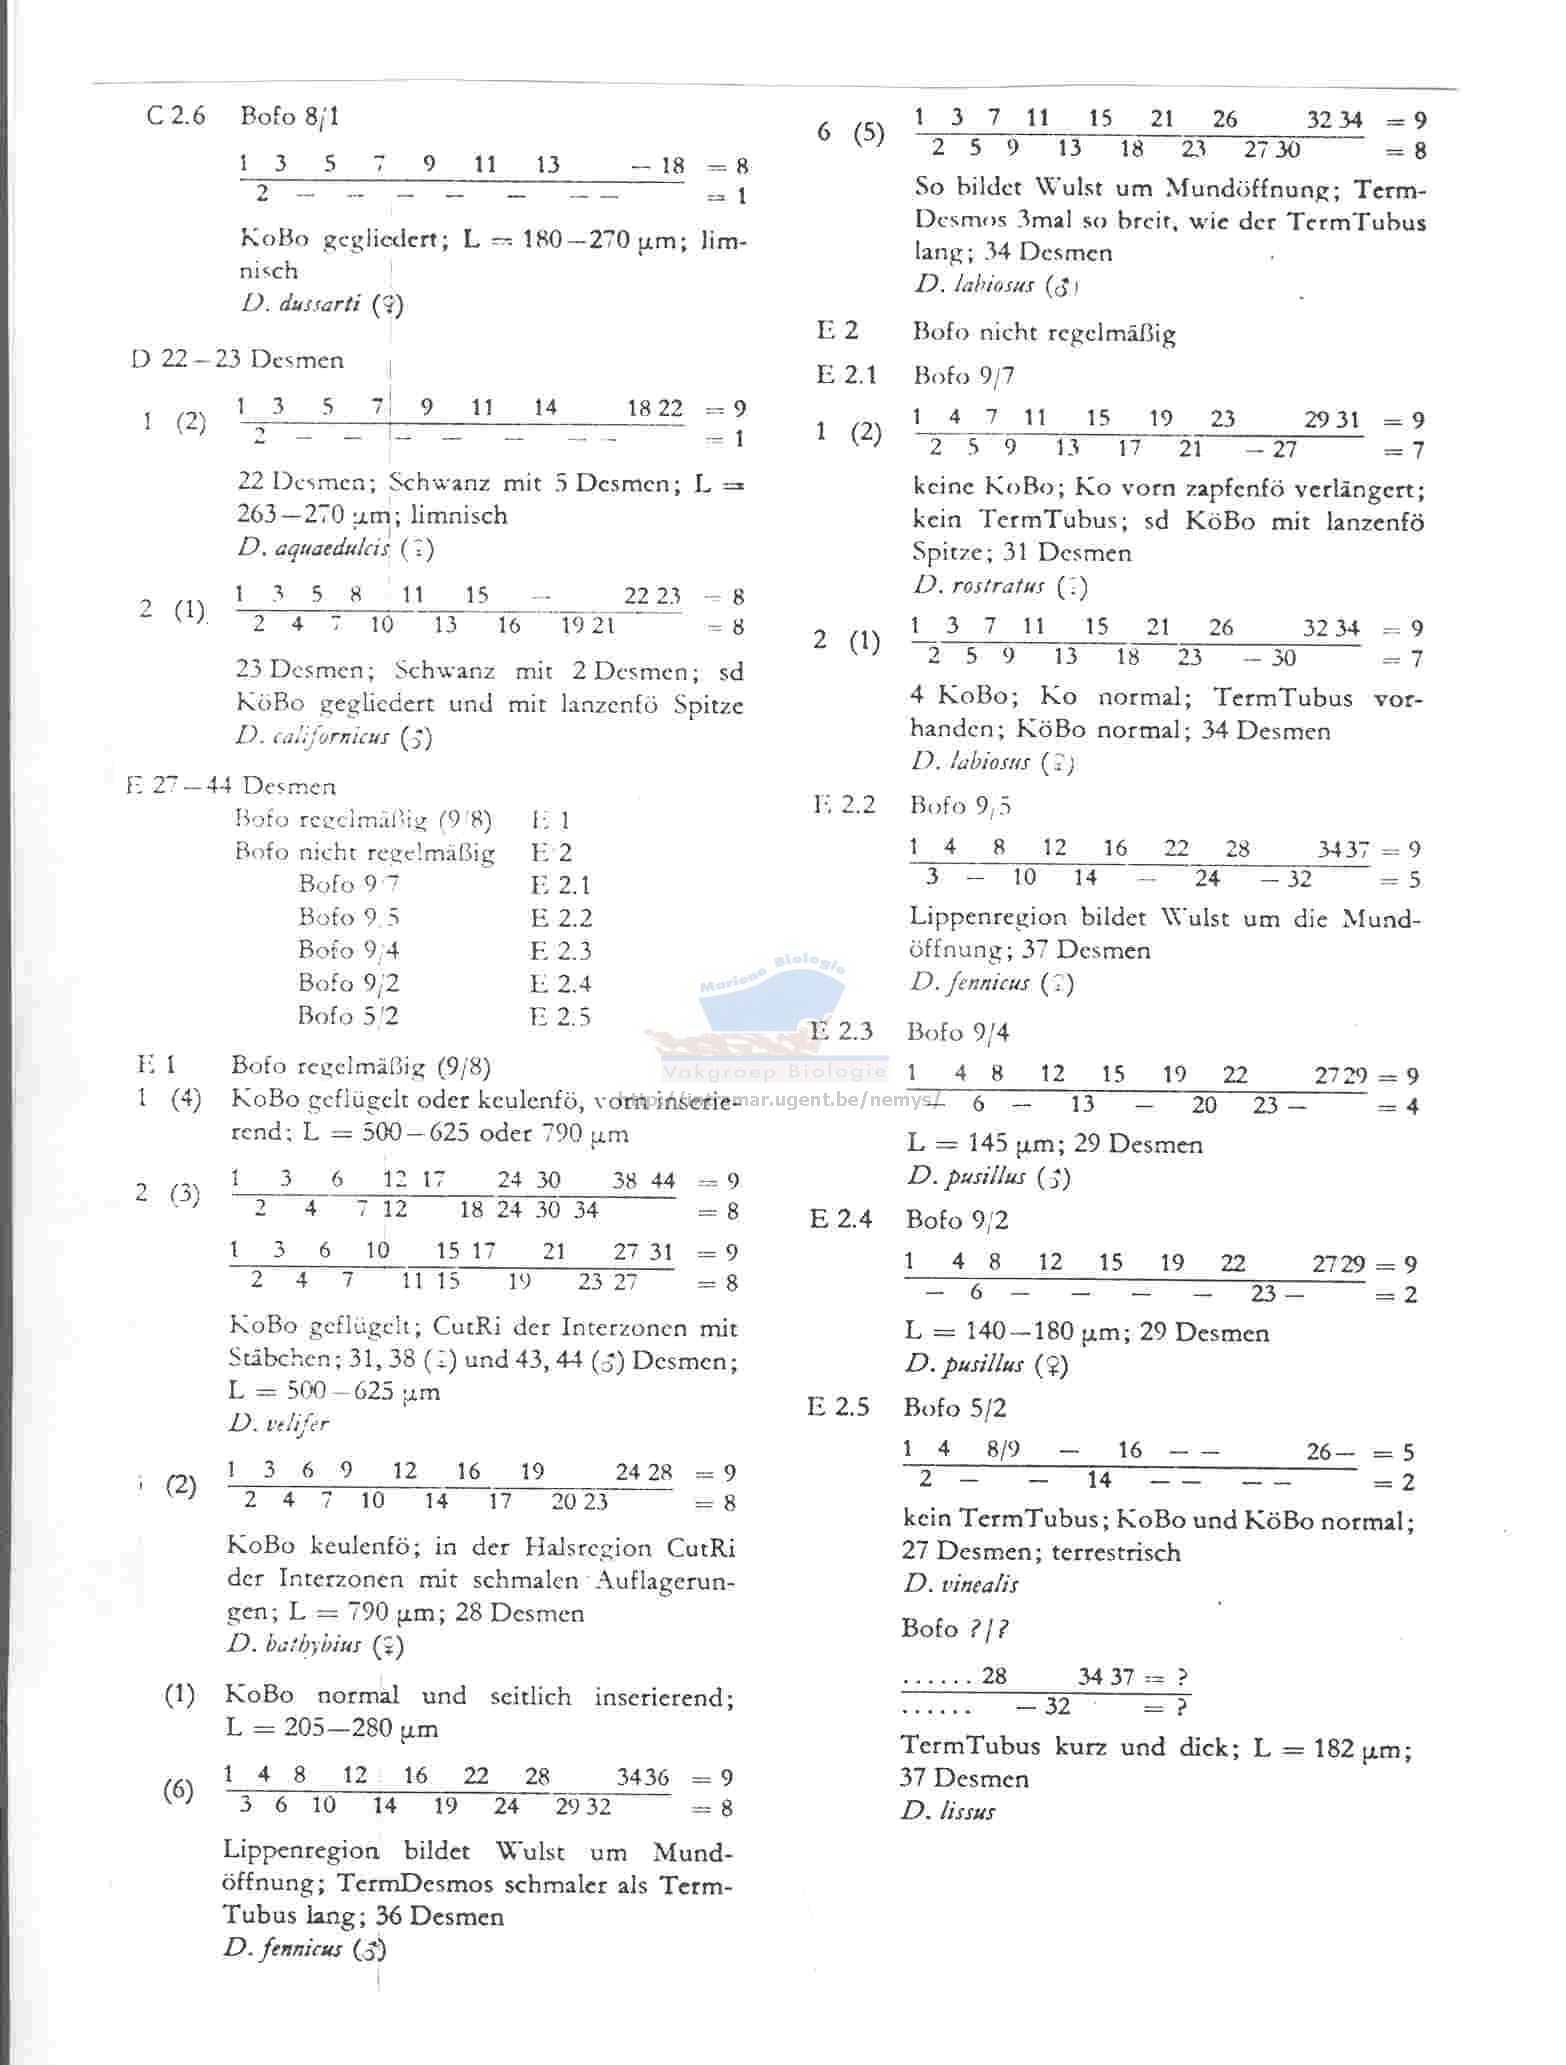 C 2.6 Bofo 8/1
1 3 5 7 9 11 13 – 18 = 8
2 – – – – – – – = 1
KoBo gegliedert; L = 180–270 µm; lim-
nisch
D. dussarti (♀)
D 22–23 Desmen
1 (2) 1 3 5 7 9 11 14 18 22 = 9
2 – – – – – – – = 1
22 Desmen; Schwanz mit 5 Desmen; L =
263–270 µm; limnisch
D. aquaedulcis (♀)
2 (1) 1 3 5 8 11 15 – 22 23 = 8
2 4 7 10 13 16 19 21 = 8
23 Desmen; Schwanz mit 2 Desmen; sd
KöBo gegliedert und mit lanzenfö Spitze
D. californicus (♂)
E 27–44 Desmen
Bofo regelmäßig (9/8) E 1
Bofo nicht regelmäßig E 2
Bofo 9/7 E 2.1
Bofo 9/5 E 2.2
Bofo 9/4 E 2.3
Bofo 9/2 E 2.4
Bofo 5/2 E 2.5
E 1 Bofo regelmäßig (9/8)
1 (4) KoBo geflügelt oder keulenfö, vorn inserie-
rend; L = 500–625 oder 790 µm
2 (3) 1 3 6 12 17 24 30 38 44 = 9
2 4 7 12 18 24 30 34 = 8
1 3 6 10 15 17 21 27 31 = 9
2 4 7 11 15 19 23 27 = 8
KoBo geflügelt; CutRi der Interzonen mit
Stäbchen; 31, 38 (♀) und 43, 44 (♂) Desmen;
L = 500–625 µm
D. velifer
(2) 1 3 6 9 12 16 19 24 28 = 9
2 4 7 10 14 17 20 23 = 8
KoBo keulenfö; in der Halsregion CutRi
der Interzonen mit schmalen Auflagerun-
gen; L = 790 µm; 28 Desmen
D. bathybius (♀)
(1) KoBo normal und seitlich inserierend;
L = 205–280 µm
(6) 1 4 8 12 16 22 28 34 36 = 9
3 6 10 14 19 24 29 32 = 8
Lippenregion bildet Wulst um Mund-
öffnung; TermDesmos schmaler als Term-
Tubus lang; 36 Desmen
D. fennicus (♂)
6 (5) 1 3 7 11 15 21 26 32 34 = 9
2 5 9 13 18 23 27 30 = 8
So bildet Wulst um Mundöffnung; Term-
Desmos 3mal so breit, wie der TermTubus
lang; 34 Desmen
D. labiosus (♂)
E 2 Bofo nicht regelmäßig
E 2.1 Bofo 9/7
1 (2) 1 4 7 11 15 19 23 29 31 = 9
2 5 9 13 17 21 – 27 = 7
keine KoBo; Ko vorn zapfenfö verlängert;
kein TermTubus; sd KöBo mit lanzenfö
Spitze; 31 Desmen
D. rostratus (♀)
2 (1) 1 3 7 11 15 21 26 32 34 = 9
2 5 9 13 18 23 – 30 = 7
4 KoBo; Ko normal; TermTubus vor-
handen; KöBo normal; 34 Desmen
D. labiosus (♀)
E 2.2 Bofo 9/5
1 4 8 12 16 22 28 34 37 = 9
3 – 10 14 – 24 – 32 = 5
Lippenregion bildet Wulst um die Mund-
öffnung; 37 Desmen
D. fennicus (♀)
E 2.3 Bofo 9/4
1 4 8 12 15 19 22 27 29 = 9
– 6 – 13 – 20 23 – = 4
L = 145 µm; 29 Desmen
D. pusillus (♂)
E 2.4 Bofo 9/2
1 4 8 12 15 19 22 27 29 = 9
– 6 – – – – 23 – = 2
L = 140–180 µm; 29 Desmen
D. pusillus (♀)
E 2.5 Bofo 5/2
1 4 8/9 – 16 – – 26 – = 5
2 – – 14 – – – – = 2
kein TermTubus; KoBo und KöBo normal;
27 Desmen; terrestrisch
D. vinealis
Bofo ?/?
...... 28 34 37 = ?
...... – 32 = ?
TermTubus kurz und dick; L = 182 µm;
37 Desmen
D. lissus
Mariene Biologie
Vakgroep Biologie
http://intramar.ugent.be/nemys/